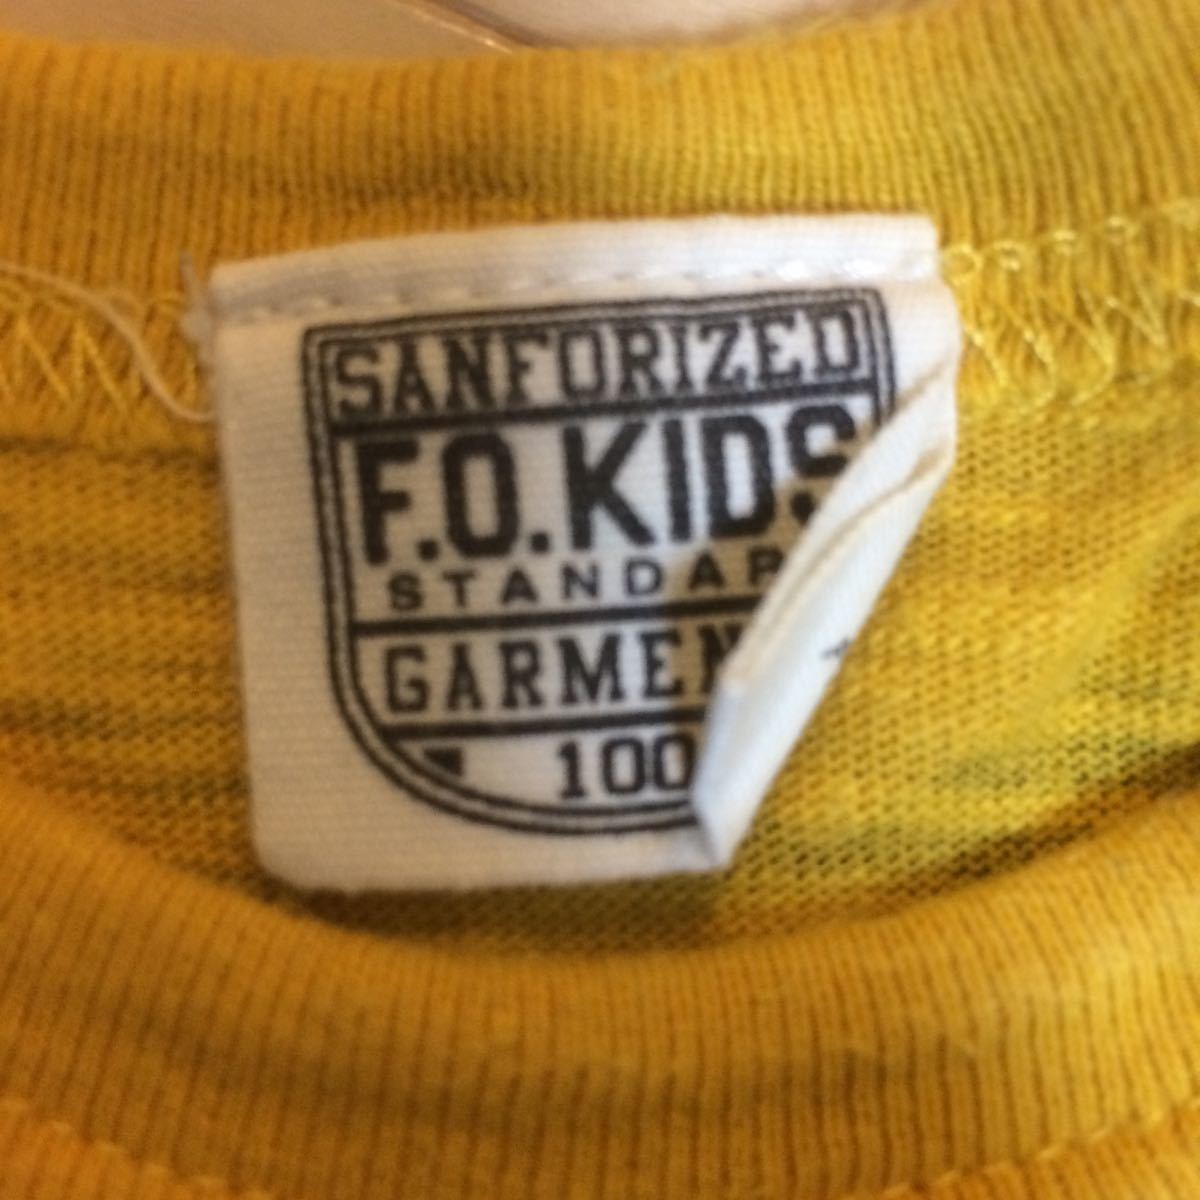 SANFORIZED
F.O.KIDS
STANDAR
GARMEN
100